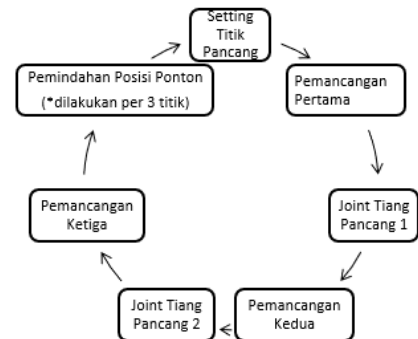 Setting
Titik
Pancang
Pemancangan
Pertama
Joint Tiang
Pancang 1
Pemancangan
Kedua
Joint Tiang
Pancang 2
Pemancangan
Ketiga
Pemindahan Posisi Ponton
(*dilakukan per 3 titik)